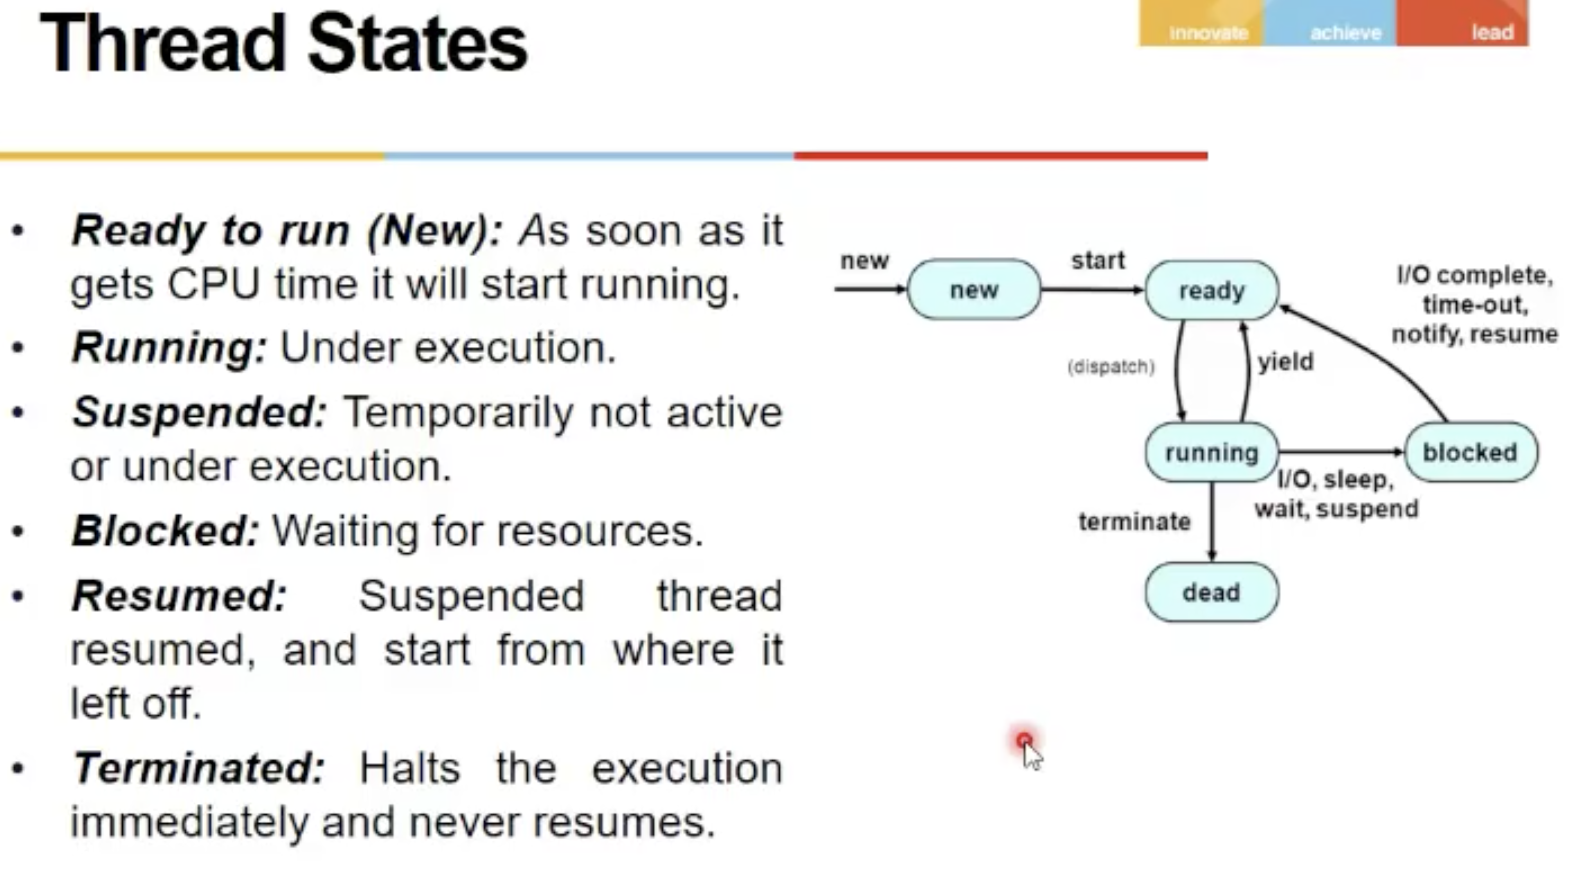 Thread States
innovate achieve lead
• Ready to run (New): As soon as it
gets CPU time it will start running.
• Running: Under execution.
• Suspended: Temporarily not active
or under execution.
• Blocked: Waiting for resources.
• Resumed: Suspended thread
resumed, and start from where it
left off.
• Terminated: Halts the execution
immediately and never resumes.
new
new
start
ready
I/O complete,
time-out,
notify, resume
(dispatch)
yield
running
blocked
I/O, sleep,
wait, suspend
terminate
dead